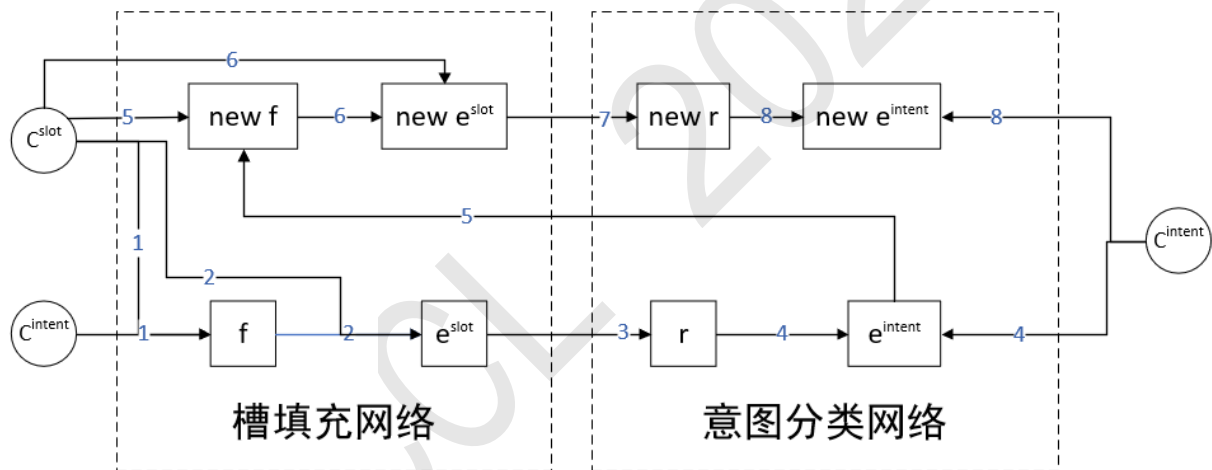 6
C^slot
5
new f
6
new e^slot
7
new r
8
new e^intent
8
5
1
2
C^intent
C^intent
1
f
2
e^slot
3
r
4
e^intent
4
槽填充网络
意图分类网络